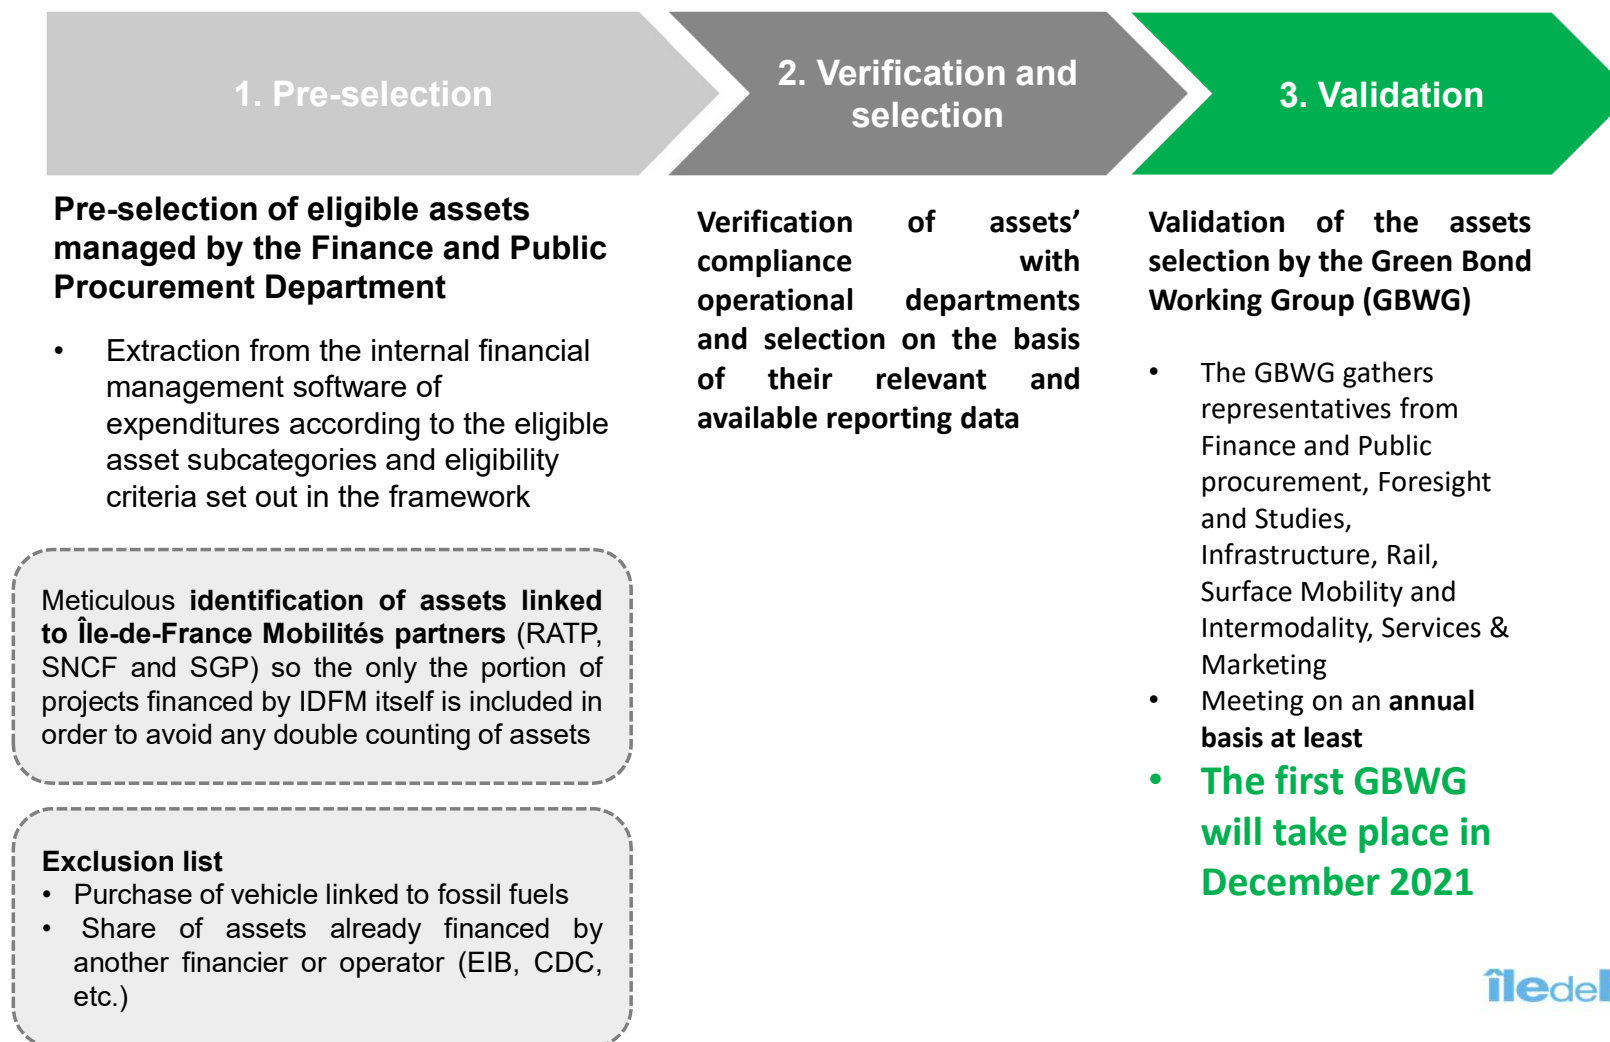 1. Pre-selection
2. Verification and
selection
3. Validation
Pre-selection of eligible assets
managed by the Finance and Public
Procurement Department
• Extraction from the internal financial
management software of
expenditures according to the eligible
asset subcategories and eligibility
criteria set out in the framework
Meticulous identification of assets linked
to Île-de-France Mobilités partners (RATP,
SNCF and SGP) so the only the portion of
projects financed by IDFM itself is included in
order to avoid any double counting of assets
Exclusion list
• Purchase of vehicle linked to fossil fuels
• Share of assets already financed by
another financier or operator (EIB, CDC,
etc.)
Verification of assets’
compliance with
operational departments
and selection on the basis
of their relevant and
available reporting data
Validation of the assets
selection by the Green Bond
Working Group (GBWG)
• The GBWG gathers
representatives from
Finance and Public
procurement, Foresight
and Studies,
Infrastructure, Rail,
Surface Mobility and
Intermodality, Services &
Marketing
• Meeting on an annual
basis at least
• The first GBWG
will take place in
December 2021
îlede